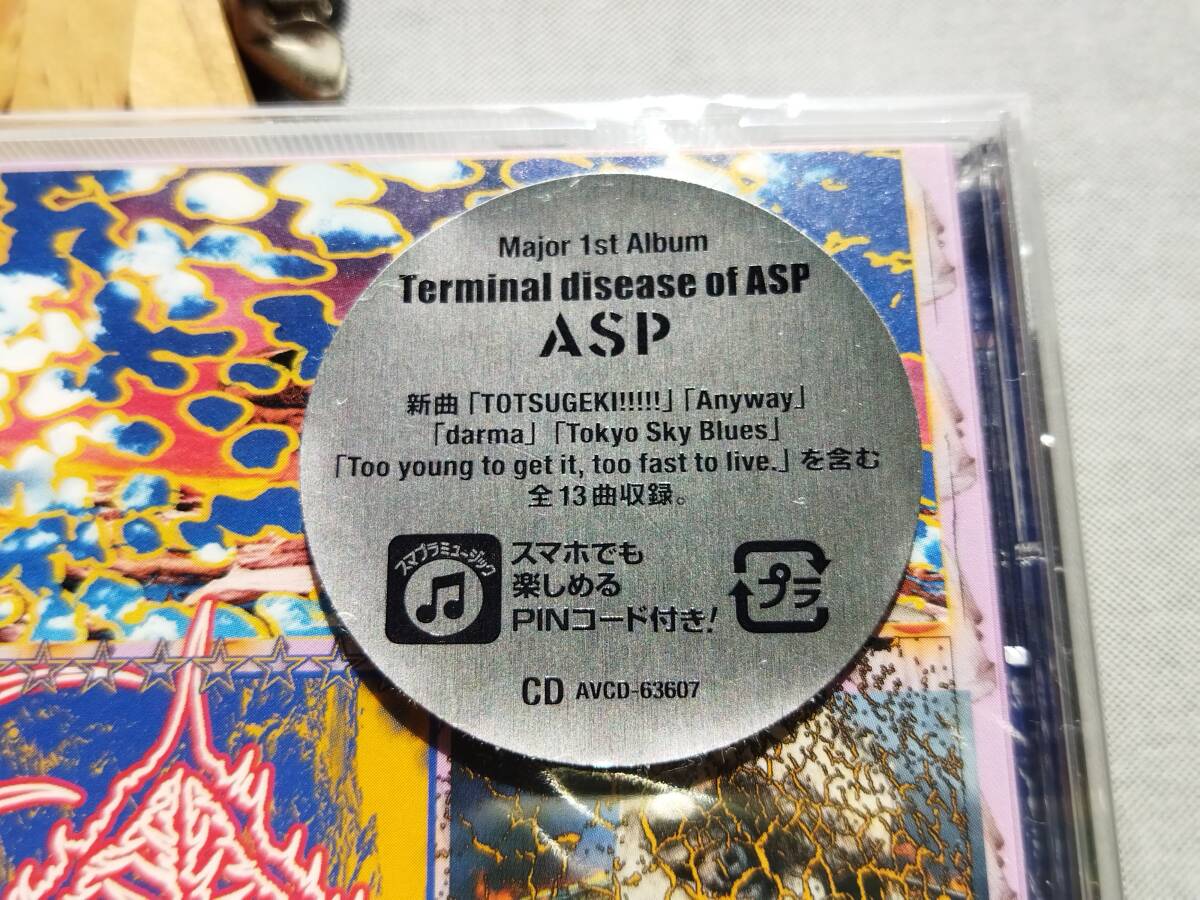 Major 1st Album
Terminal disease of ASP
ASP
新曲「TOTSUGEKI!!!!!」「Anyway」
「darma」「Tokyo Sky Blues」
「Too young to get it, too fast to live.」を含む
全13曲収録。
スマプラミュージック
スマホでも
楽しめる
PINコード付き!
プラ
CD AVCD-63607